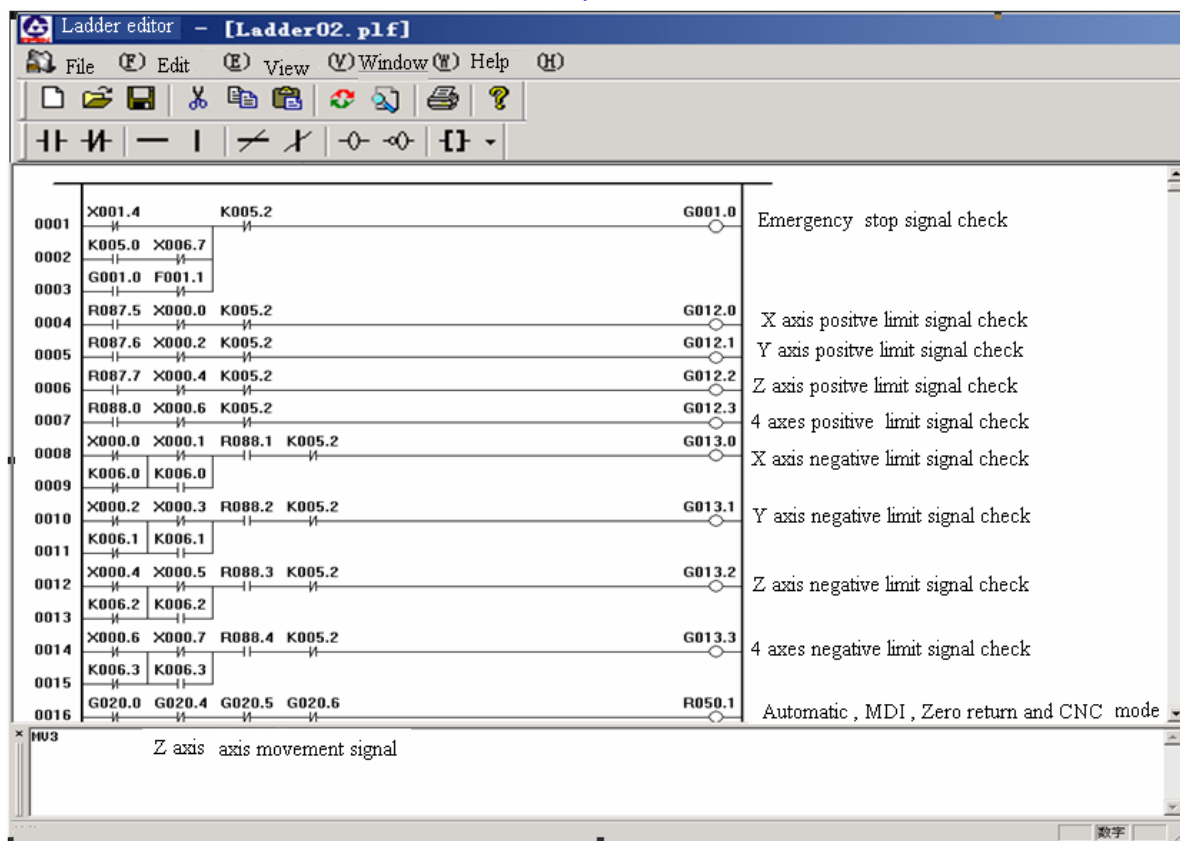 Ladder editor - [Ladder02.plf]
File (F) Edit (E) View (V) Window (W) Help (H)
X001.4 K005.2 G001.0
0001 Emergency stop signal check
K005.0 X006.7
0002
G001.0 F001.1
0003
R087.5 X000.0 K005.2 G012.0
0004 X axis positve limit signal check
R087.6 X000.2 K005.2 G012.1
0005 Y axis positve limit signal check
R087.7 X000.4 K005.2 G012.2
0006 Z axis positve limit signal check
R088.0 X000.6 K005.2 G012.3
0007 4 axes positive limit signal check
X000.0 X000.1 R088.1 K005.2 G013.0
0008 X axis negative limit signal check
K006.0 K006.0
0009
X000.2 X000.3 R088.2 K005.2 G013.1
0010 Y axis negative limit signal check
K006.1 K006.1
0011
X000.4 X000.5 R088.3 K005.2 G013.2
0012 Z axis negative limit signal check
K006.2 K006.2
0013
X000.6 X000.7 R088.4 K005.2 G013.3
0014 4 axes negative limit signal check
K006.3 K006.3
0015
G020.0 G020.4 G020.5 G020.6 R050.1
0016 Automatic , MDI , Zero return and CNC mode
MV3
Z axis axis movement signal
数字